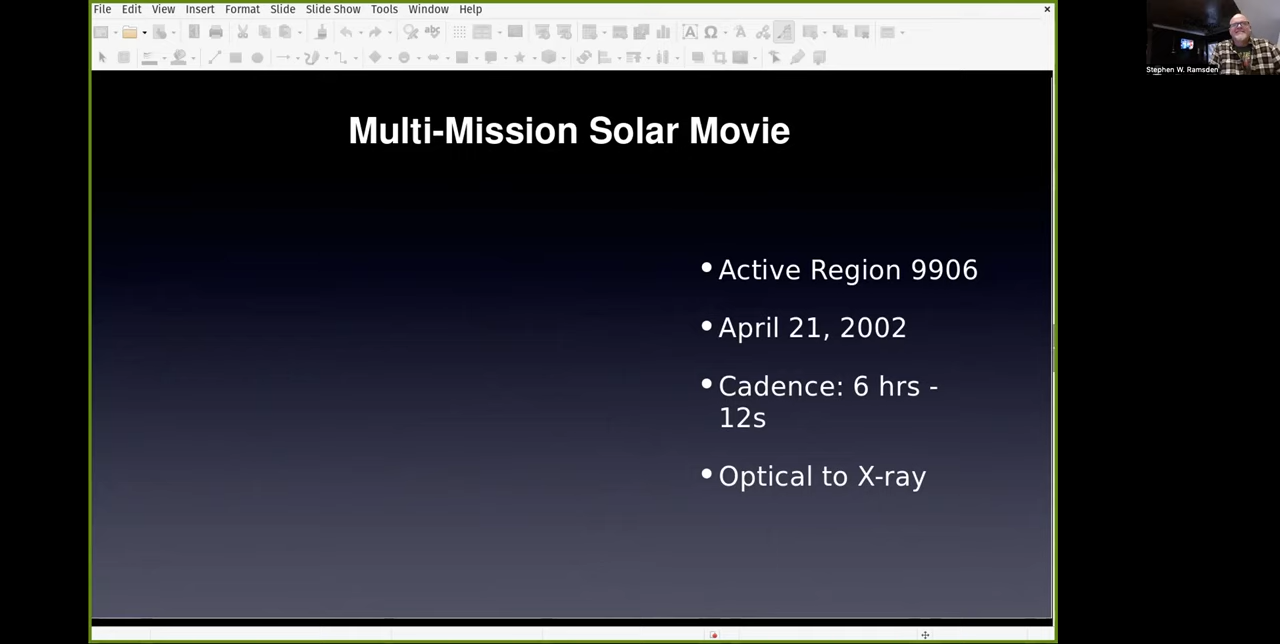 File Edit View Insert Format Slide Slide Show Tools Window Help
Stephen W. Ramsden
Multi-Mission Solar Movie
• Active Region 9906
• April 21, 2002
• Cadence: 6 hrs -
12s
• Optical to X-ray